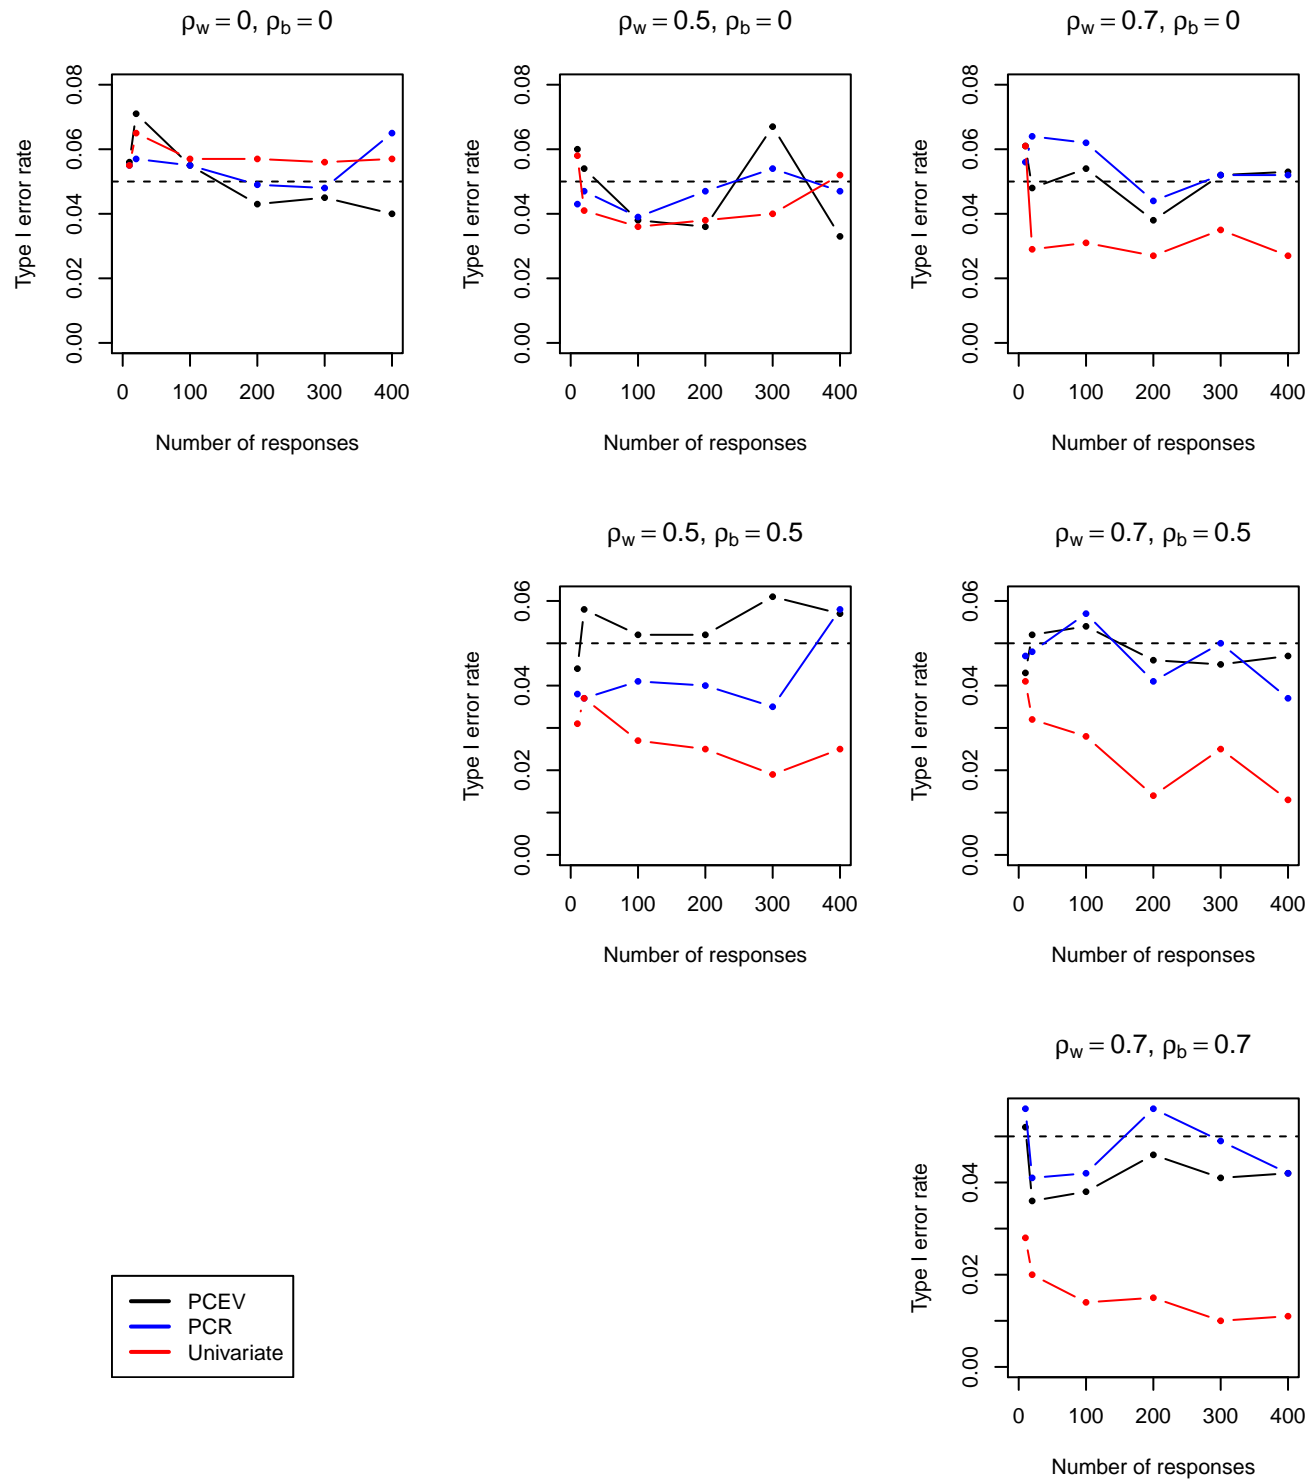 ρw = 0, ρb = 0
Type I error rate
0.00 0.02 0.04 0.06 0.08
0 100 200 300 400
Number of responses
ρw = 0.5, ρb = 0
Type I error rate
0.00 0.02 0.04 0.06 0.08
0 100 200 300 400
Number of responses
ρw = 0.7, ρb = 0
Type I error rate
0.00 0.02 0.04 0.06 0.08
0 100 200 300 400
Number of responses
ρw = 0.5, ρb = 0.5
Type I error rate
0.00 0.02 0.04 0.06
0 100 200 300 400
Number of responses
ρw = 0.7, ρb = 0.5
Type I error rate
0.00 0.02 0.04 0.06
0 100 200 300 400
Number of responses
ρw = 0.7, ρb = 0.7
Type I error rate
0.00 0.02 0.04
0 100 200 300 400
Number of responses
PCEV
PCR
Univariate